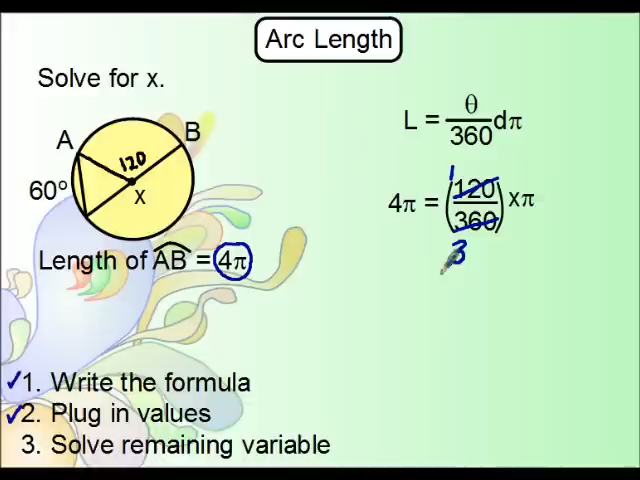 Arc Length
Solve for x.
A
B
120
60°
x
Length of AB = 4π
L = θ/360 dπ
4π = (120/360) xπ
1
3
✓1. Write the formula
✓2. Plug in values
3. Solve remaining variable